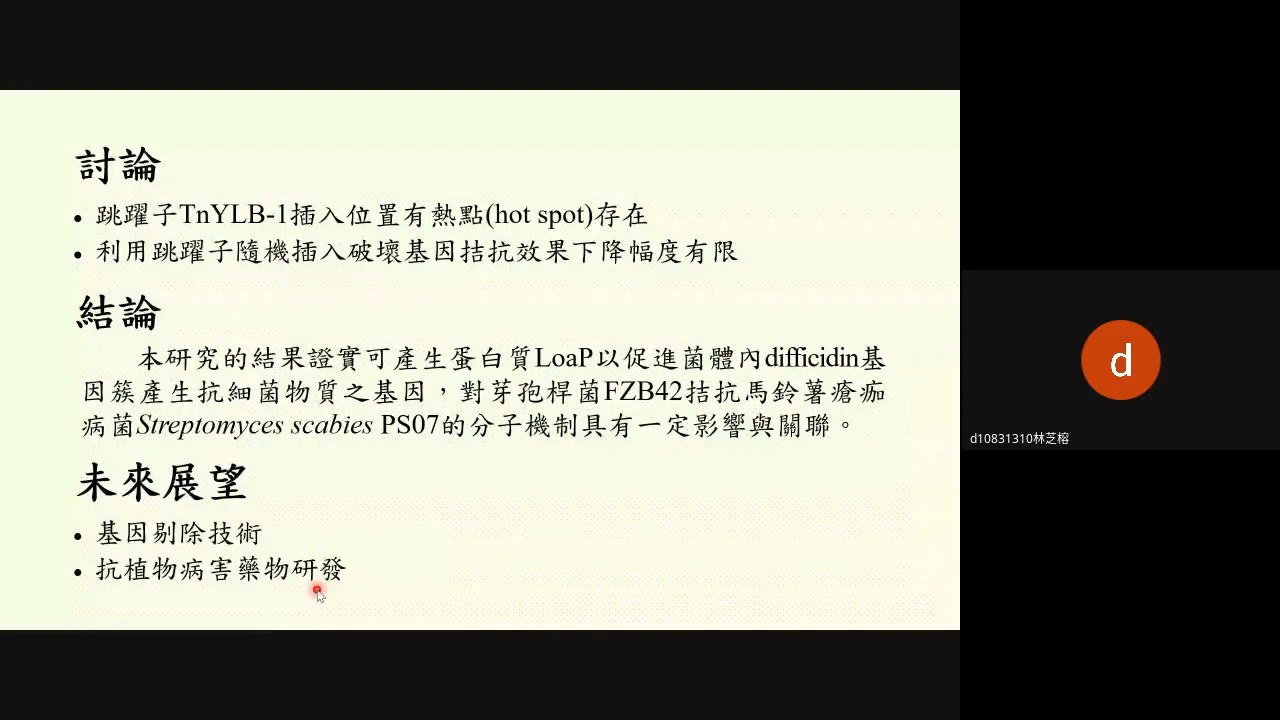 討論
• 跳躍子TnYLB-1插入位置有熱點(hot spot)存在
• 利用跳躍子隨機插入破壞基因拮抗效果下降幅度有限
結論
本研究的結果證實可產生蛋白質LoaP以促進菌體內difficidin基
因簇產生抗細菌物質之基因，對芽孢桿菌FZB42拮抗馬鈴薯瘡痂
病菌Streptomyces scabies PS07的分子機制具有一定影響與關聯。
未來展望
• 基因剔除技術
• 抗植物病害藥物研發
d
d10831310林芝榕